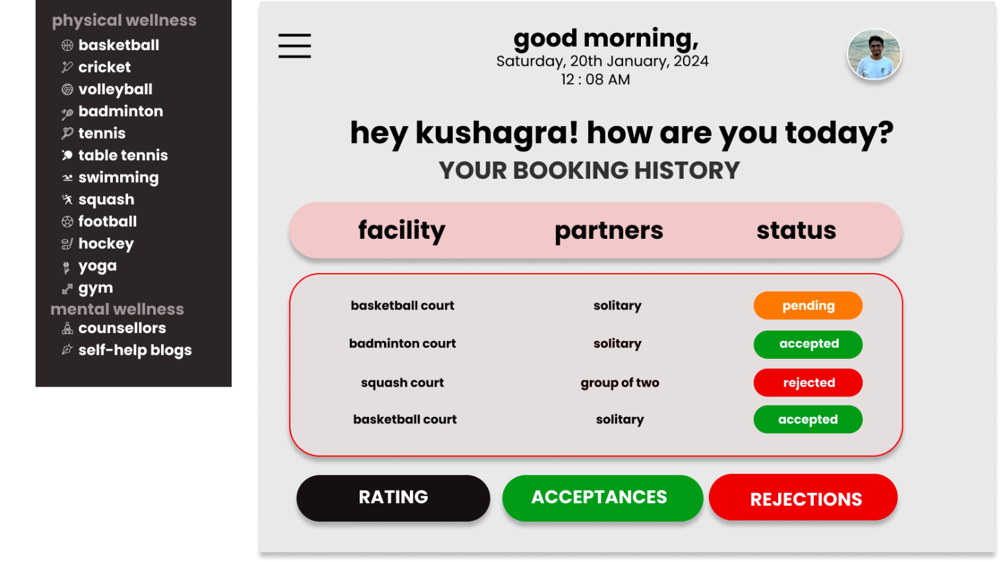 physical wellness
basketball
cricket
volleyball
badminton
tennis
table tennis
swimming
squash
football
hockey
yoga
gym
mental wellness
counsellors
self-help blogs
good morning,
Saturday, 20th January, 2024
12 : 08 AM
hey kushagra! how are you today?
YOUR BOOKING HISTORY
facility partners status
basketball court solitary pending
badminton court solitary accepted
squash court group of two rejected
basketball court solitary accepted
RATING ACCEPTANCES REJECTIONS